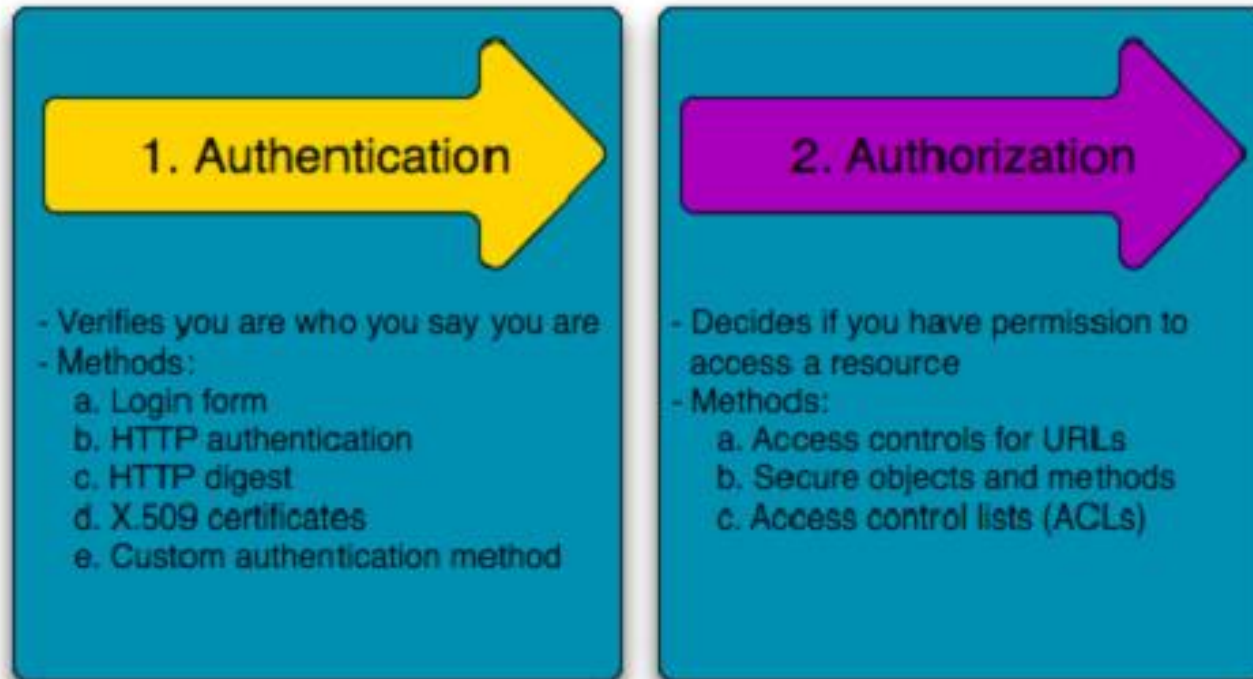 1. Authentication
- Verifies you are who you say you are
- Methods:
a. Login form
b. HTTP authentication
c. HTTP digest
d. X.509 certificates
e. Custom authentication method
2. Authorization
- Decides if you have permission to
access a resource
- Methods:
a. Access controls for URLs
b. Secure objects and methods
c. Access control lists (ACLs)